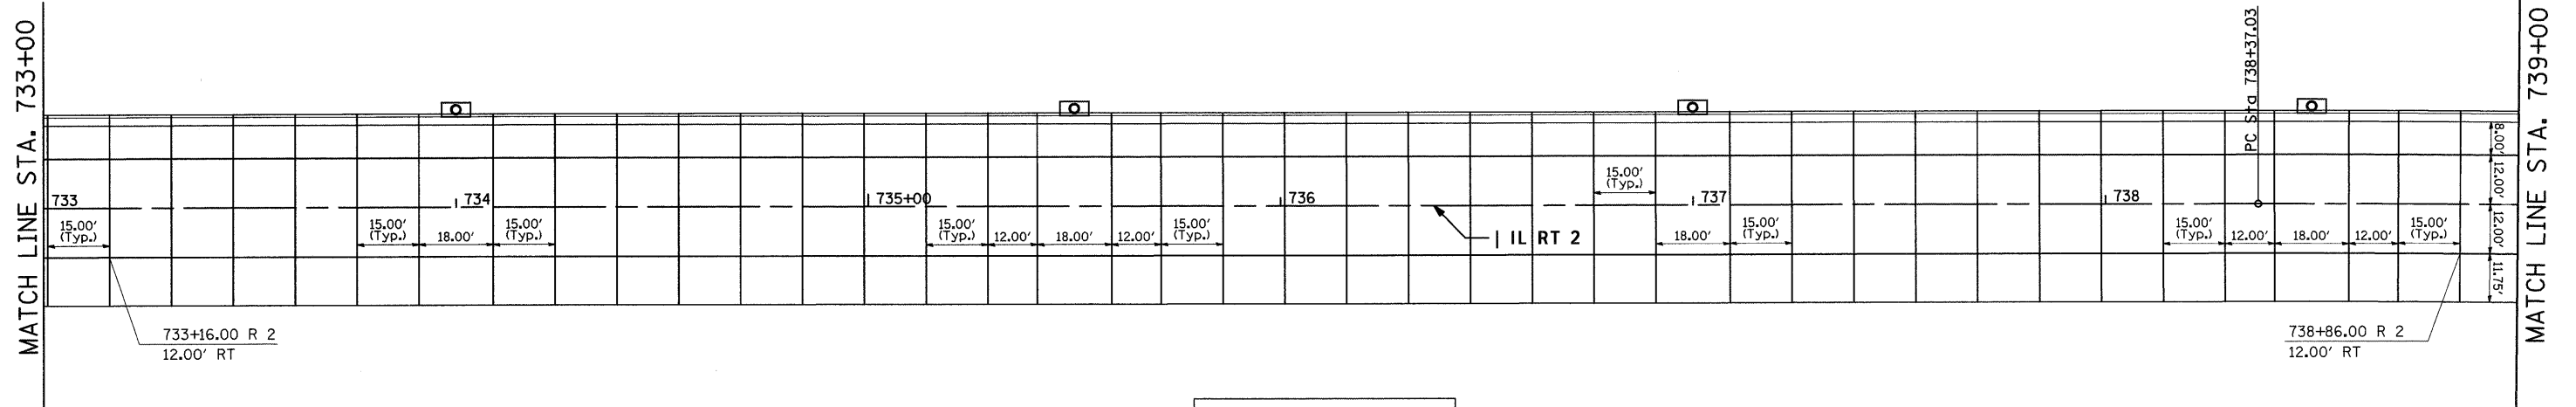 MATCH LINE STA. 733+00
733
15.00'
(Typ.)
733+16.00 R 2
12.00' RT
15.00'
(Typ.)
18.00'
734
15.00'
(Typ.)
735+00
15.00'
(Typ.)
12.00'
18.00'
12.00'
15.00'
(Typ.)
736
IL RT 2
15.00'
(Typ.)
18.00'
737
15.00'
(Typ.)
738
PC Sta 738+37.03
15.00'
(Typ.)
12.00'
18.00'
12.00'
15.00'
(Typ.)
8.00'
12.00'
12.00'
11.75'
738+86.00 R 2
12.00' RT
MATCH LINE STA. 739+00